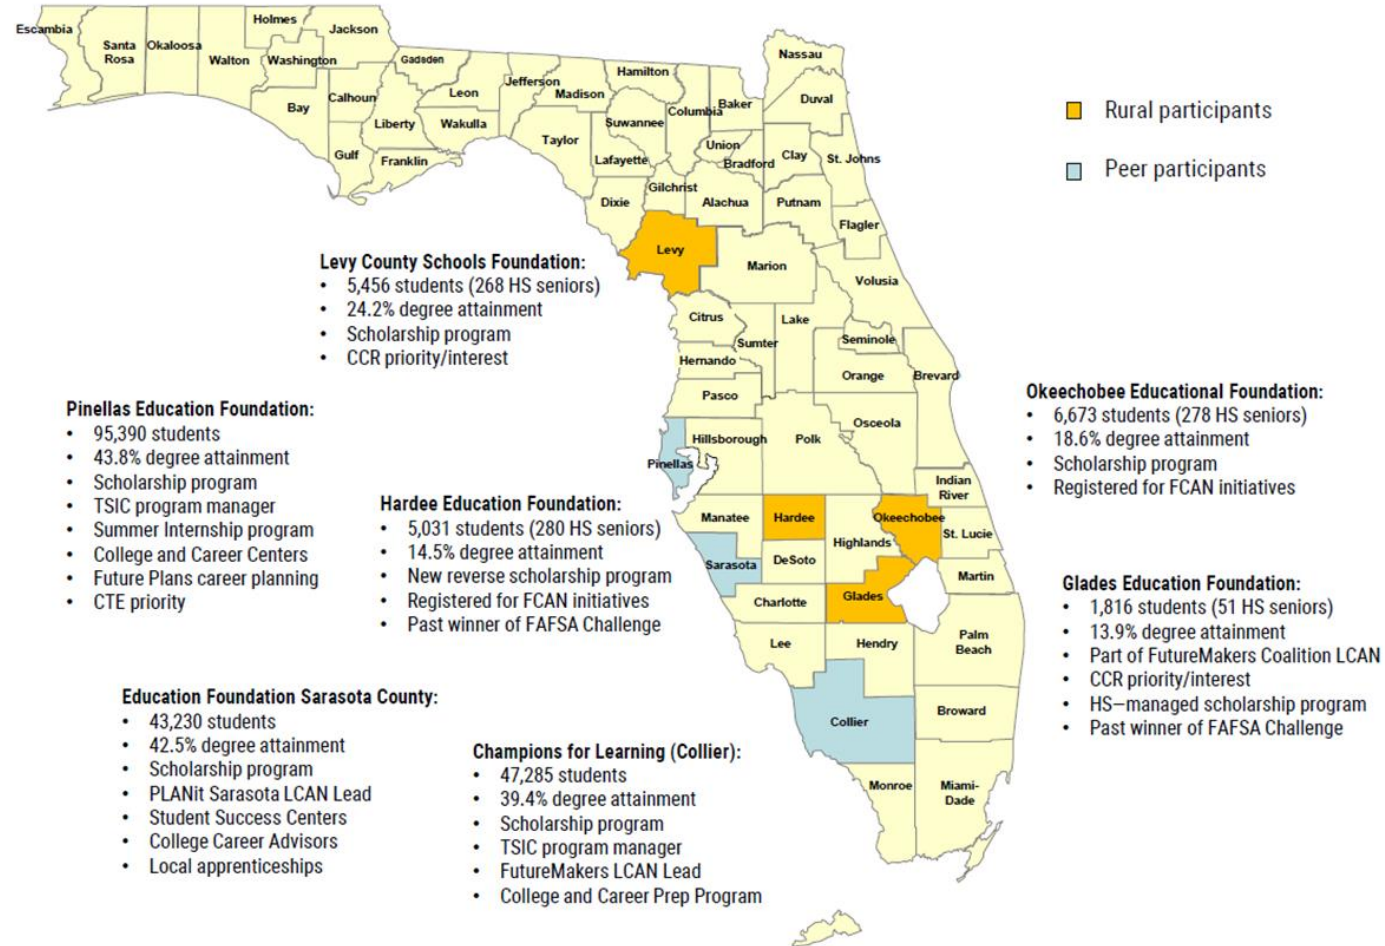 Escambia
Santa
Rosa
Okaloosa
Walton
Holmes
Washington
Jackson
Bay
Calhoun
Gulf
Gadsden
Liberty
Franklin
Leon
Wakulla
Jefferson
Madison
Taylor
Hamilton
Suwannee
Lafayette
Dixie
Columbia
Baker
Union
Bradford
Gilchrist
Alachua
Nassau
Duval
Clay
St. Johns
Putnam
Flagler
Levy
Marion
Volusia
Citrus
Sumter
Lake
Hernando
Seminole
Orange
Brevard
Pasco
Osceola
Hillsborough
Polk
Pinellas
Indian
River
Manatee
Hardee
Okeechobee
St. Lucie
Highlands
Sarasota
DeSoto
Martin
Charlotte
Glades
Lee
Hendry
Palm
Beach
Collier
Broward
Monroe
Miami-
Dade
Rural participants
Peer participants
Levy County Schools Foundation:
• 5,456 students (268 HS seniors)
• 24.2% degree attainment
• Scholarship program
• CCR priority/interest
Pinellas Education Foundation:
• 95,390 students
• 43.8% degree attainment
• Scholarship program
• TSIC program manager
• Summer Internship program
• College and Career Centers
• Future Plans career planning
• CTE priority
Hardee Education Foundation:
• 5,031 students (280 HS seniors)
• 14.5% degree attainment
• New reverse scholarship program
• Registered for FCAN initiatives
• Past winner of FAFSA Challenge
Okeechobee Educational Foundation:
• 6,673 students (278 HS seniors)
• 18.6% degree attainment
• Scholarship program
• Registered for FCAN initiatives
Glades Education Foundation:
• 1,816 students (51 HS seniors)
• 13.9% degree attainment
• Part of FutureMakers Coalition LCAN
• CCR priority/interest
• HS–managed scholarship program
• Past winner of FAFSA Challenge
Education Foundation Sarasota County:
• 43,230 students
• 42.5% degree attainment
• Scholarship program
• PLANit Sarasota LCAN Lead
• Student Success Centers
• College Career Advisors
• Local apprenticeships
Champions for Learning (Collier):
• 47,285 students
• 39.4% degree attainment
• Scholarship program
• TSIC program manager
• FutureMakers LCAN Lead
• College and Career Prep Program